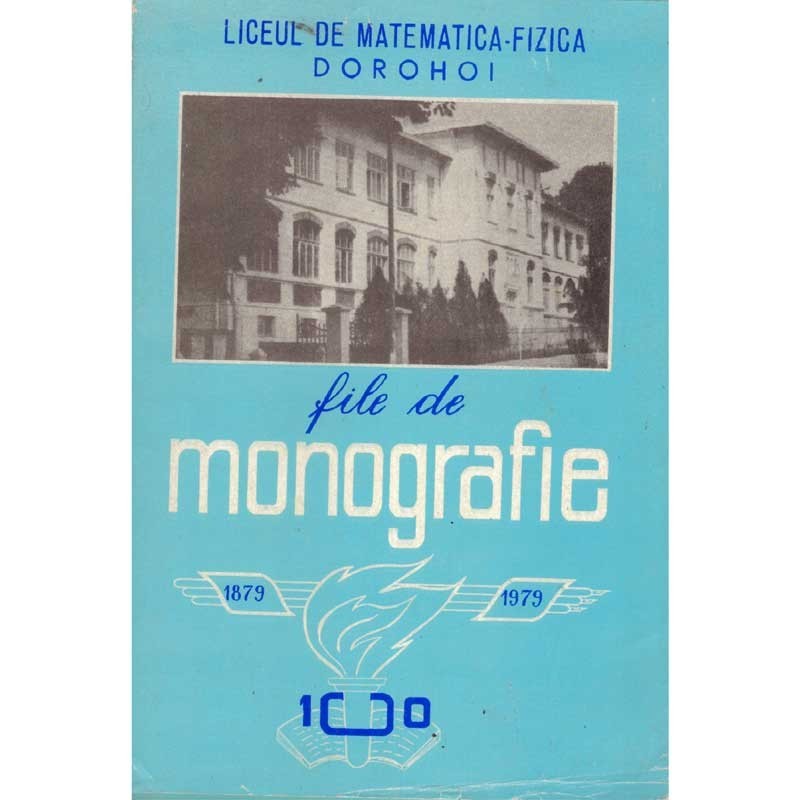 LICEUL DE MATEMATICA-FIZICA
DOROHOI
file de
monografie
1879
1979
100